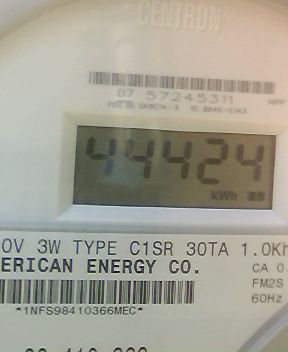 CENTRON
07 57245311
44424
kWh
0V 3W TYPE C1SR 30TA 1.0Kh
ERICAN ENERGY CO.
CA 0.
FM2S
60Hz
*1NFS98410366MEC*